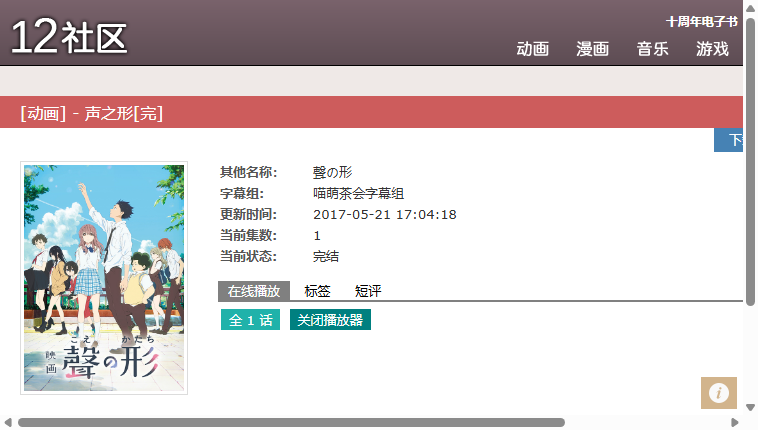 12社区
十周年电子书
动画 漫画 音乐 游戏
[动画] - 声之形[完]
下
其他名称: 聲の形
字幕组: 喵萌茶会字幕组
更新时间: 2017-05-21 17:04:18
当前集数: 1
当前状态: 完结
在线播放 标签 短评
全 1 话 关闭播放器
こえ かたち
映画 聲の形
i